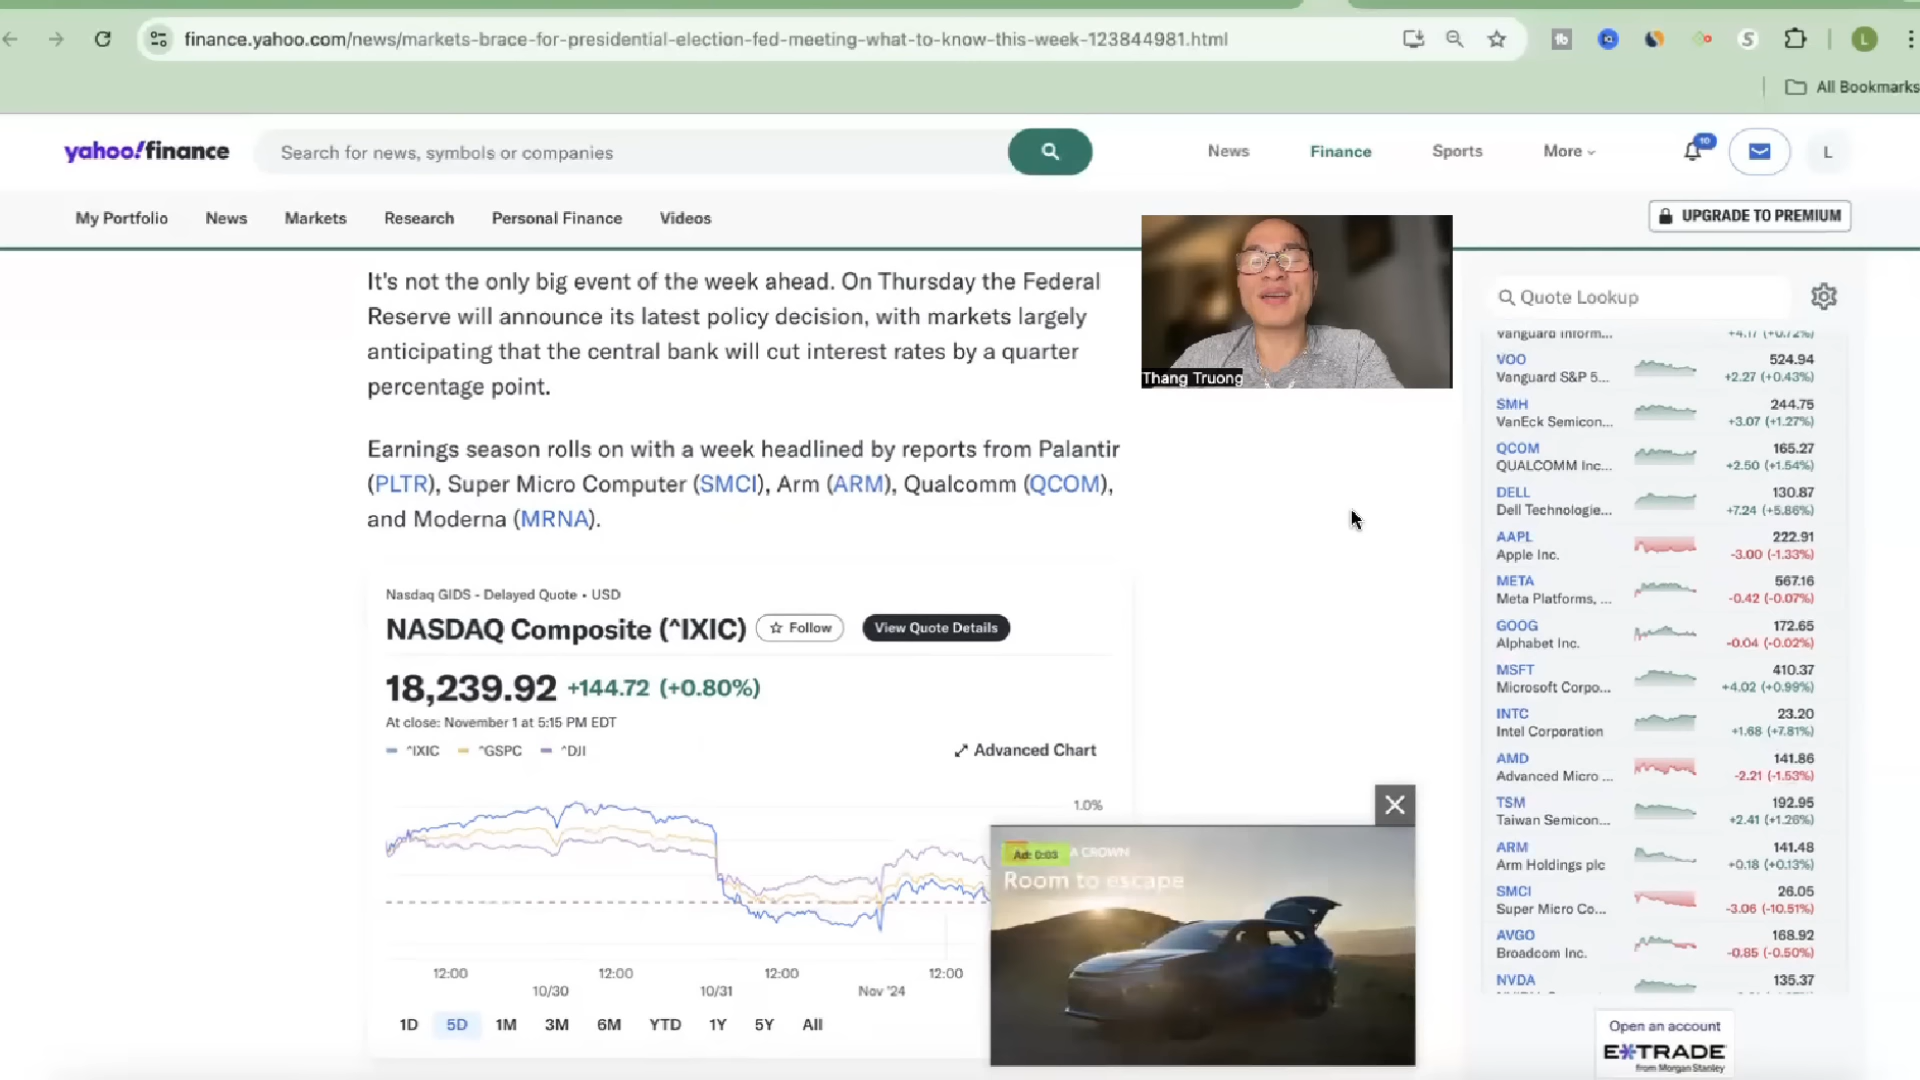 finance.yahoo.com/news/markets-brace-for-presidential-election-fed-meeting-what-to-know-this-week-123844981.html
L
All Bookmarks
yahoo!finance
Search for news, symbols or companies
News
Finance
Sports
More
10
L
My Portfolio
News
Markets
Research
Personal Finance
Videos
UPGRADE TO PREMIUM
It's not the only big event of the week ahead. On Thursday the Federal
Reserve will announce its latest policy decision, with markets largely
anticipating that the central bank will cut interest rates by a quarter
percentage point.
Earnings season rolls on with a week headlined by reports from Palantir
(PLTR), Super Micro Computer (SMCI), Arm (ARM), Qualcomm (QCOM),
and Moderna (MRNA).
Thang Truong
Nasdaq GIDS - Delayed Quote • USD
NASDAQ Composite (^IXIC)
Follow
View Quote Details
18,239.92 +144.72 (+0.80%)
At close: November 1 at 5:15 PM EDT
^IXIC ^GSPC ^DJI
Advanced Chart
1.0%
12:00 12:00 12:00 12:00
10/30 10/31 Nov '24
1D 5D 1M 3M 6M YTD 1Y 5Y All
Ad: 0:03
A CROWN
Room to escape
Quote Lookup
Vanguard Inform... +4.17 (+0.72%)
VOO 524.94
Vanguard S&P 5... +2.27 (+0.43%)
SMH 244.75
VanEck Semicon... +3.07 (+1.27%)
QCOM 165.27
QUALCOMM Inc... +2.50 (+1.54%)
DELL 130.87
Dell Technologie... +7.24 (+5.86%)
AAPL 222.91
Apple Inc. -3.00 (-1.33%)
META 567.16
Meta Platforms, ... -0.42 (-0.07%)
GOOG 172.65
Alphabet Inc. -0.04 (-0.02%)
MSFT 410.37
Microsoft Corpo... +4.02 (+0.99%)
INTC 23.20
Intel Corporation +1.68 (+7.81%)
AMD 141.86
Advanced Micro ... -2.21 (-1.53%)
TSM 192.95
Taiwan Semicon... +2.41 (+1.26%)
ARM 141.48
Arm Holdings plc +0.18 (+0.13%)
SMCI 26.05
Super Micro Co... -3.06 (-10.51%)
AVGO 168.92
Broadcom Inc. -0.85 (-0.50%)
NVDA 135.37
Open an account
E*TRADE
from Morgan Stanley